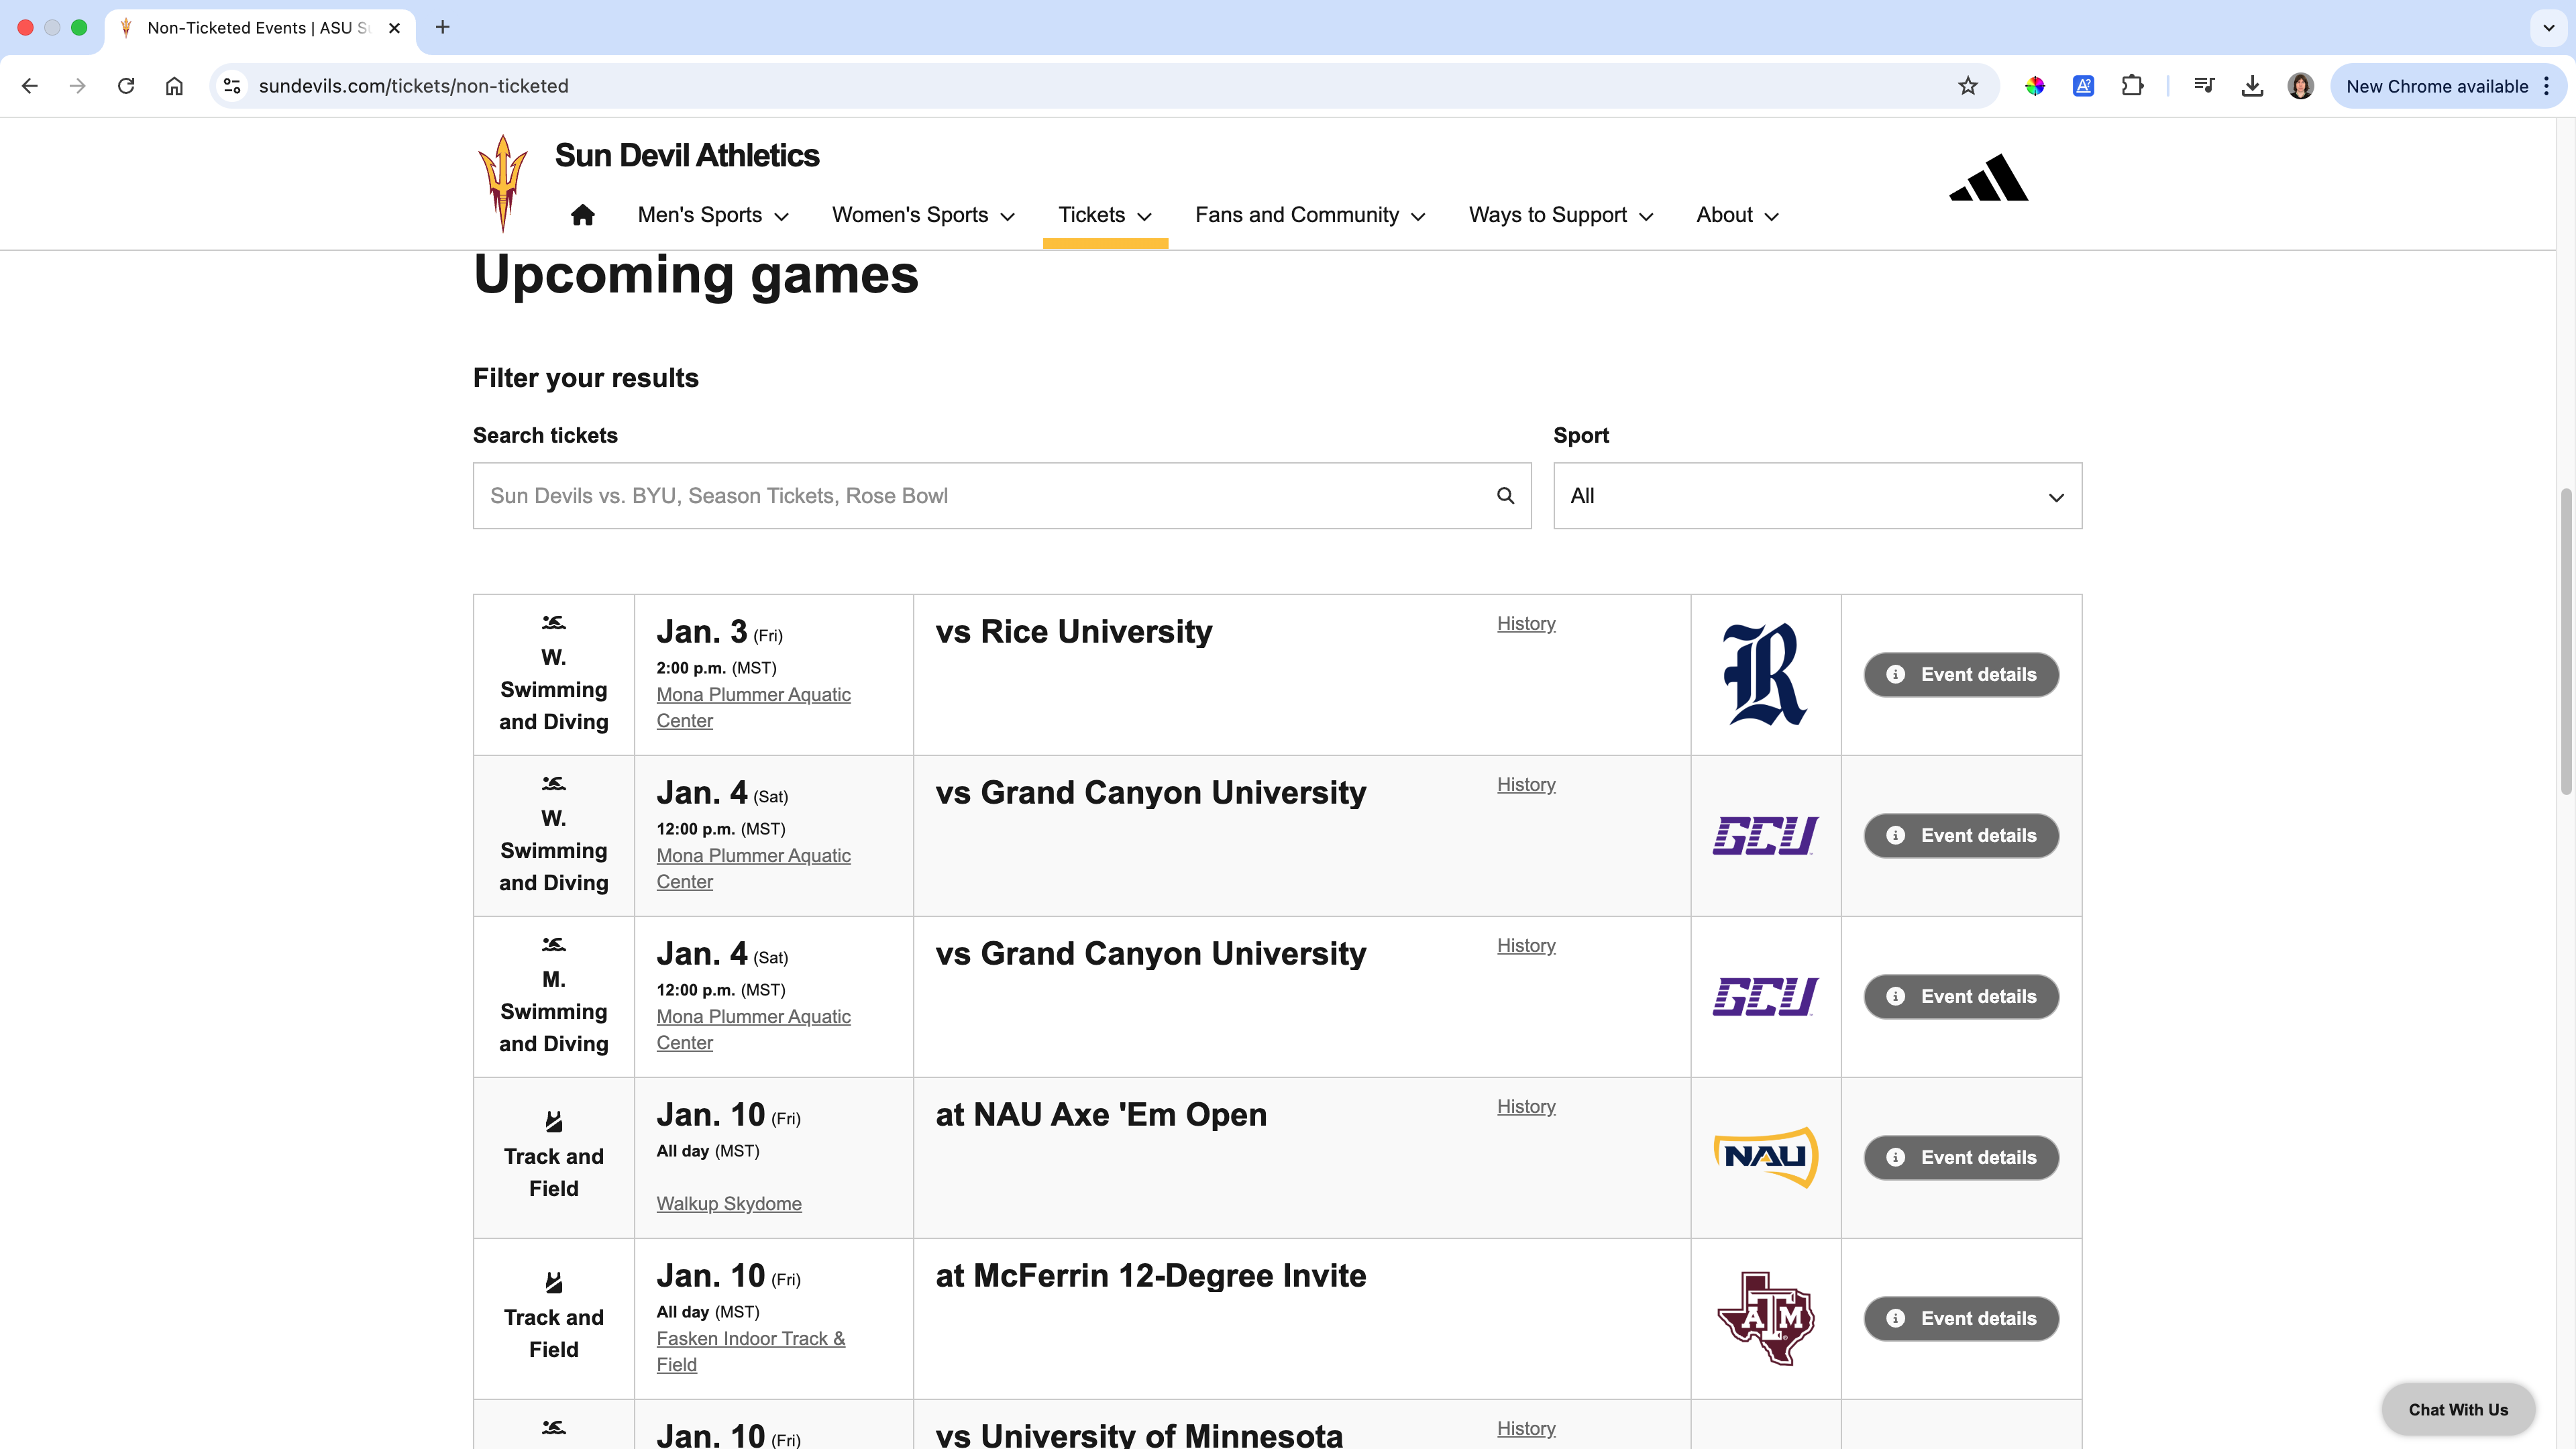 Non-Ticketed Events | ASU Su
sundevils.com/tickets/non-ticketed
New Chrome available
Sun Devil Athletics
Men's Sports
Women's Sports
Tickets
Fans and Community
Ways to Support
About
Upcoming games
Filter your results
Search tickets
Sport
Sun Devils vs. BYU, Season Tickets, Rose Bowl
All
W.
Swimming
and Diving
Jan. 3 (Fri)
2:00 p.m. (MST)
Mona Plummer Aquatic
Center
vs Rice University
History
R
Event details
W.
Swimming
and Diving
Jan. 4 (Sat)
12:00 p.m. (MST)
Mona Plummer Aquatic
Center
vs Grand Canyon University
History
GCU
Event details
M.
Swimming
and Diving
Jan. 4 (Sat)
12:00 p.m. (MST)
Mona Plummer Aquatic
Center
vs Grand Canyon University
History
GCU
Event details
Track and
Field
Jan. 10 (Fri)
All day (MST)
Walkup Skydome
at NAU Axe 'Em Open
History
NAU
Event details
Track and
Field
Jan. 10 (Fri)
All day (MST)
Fasken Indoor Track &
Field
at McFerrin 12-Degree Invite
ATM
Event details
Jan. 10 (Fri)
vs University of Minnesota
History
Chat With Us